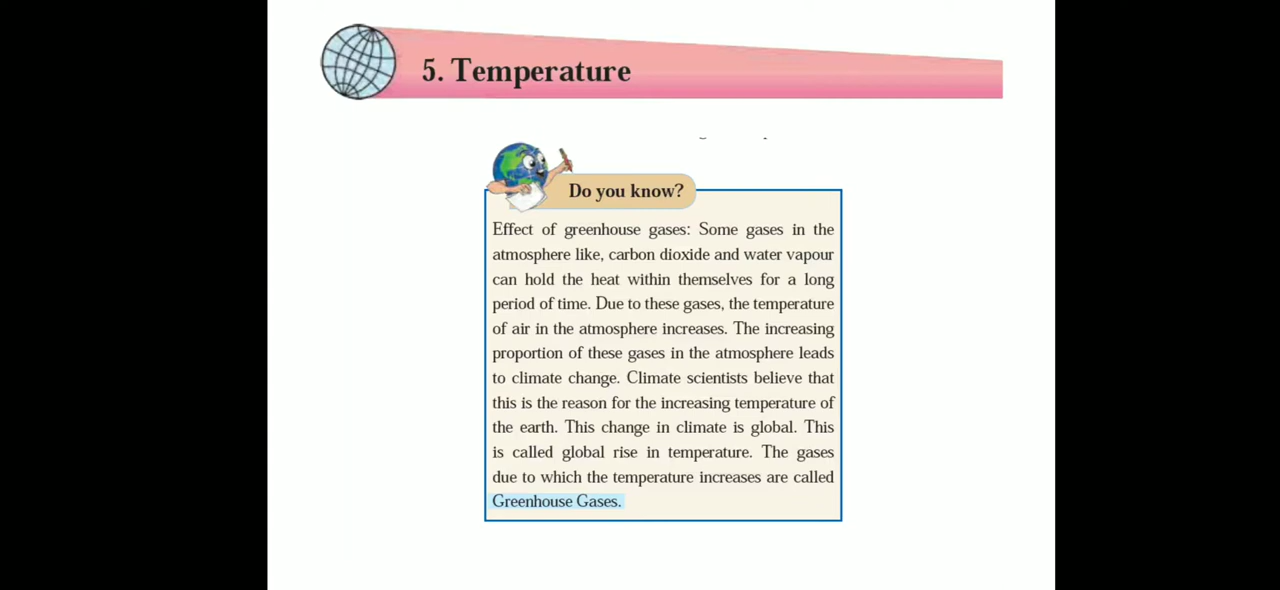 5. Temperature
Do you know?
Effect of greenhouse gases: Some gases in the
atmosphere like, carbon dioxide and water vapour
can hold the heat within themselves for a long
period of time. Due to these gases, the temperature
of air in the atmosphere increases. The increasing
proportion of these gases in the atmosphere leads
to climate change. Climate scientists believe that
this is the reason for the increasing temperature of
the earth. This change in climate is global. This
is called global rise in temperature. The gases
due to which the temperature increases are called
Greenhouse Gases.